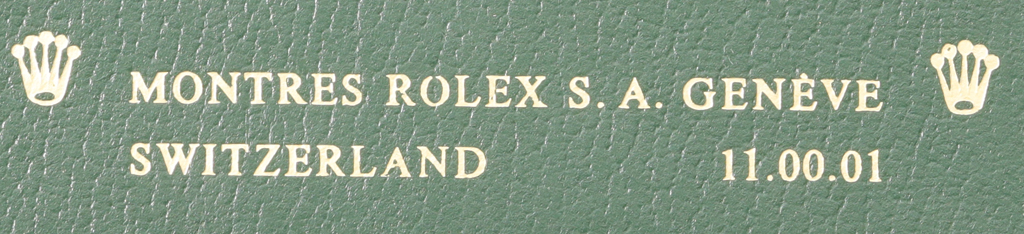 MONTRES ROLEX S. A. GENÈVE
SWITZERLAND 11.00.01